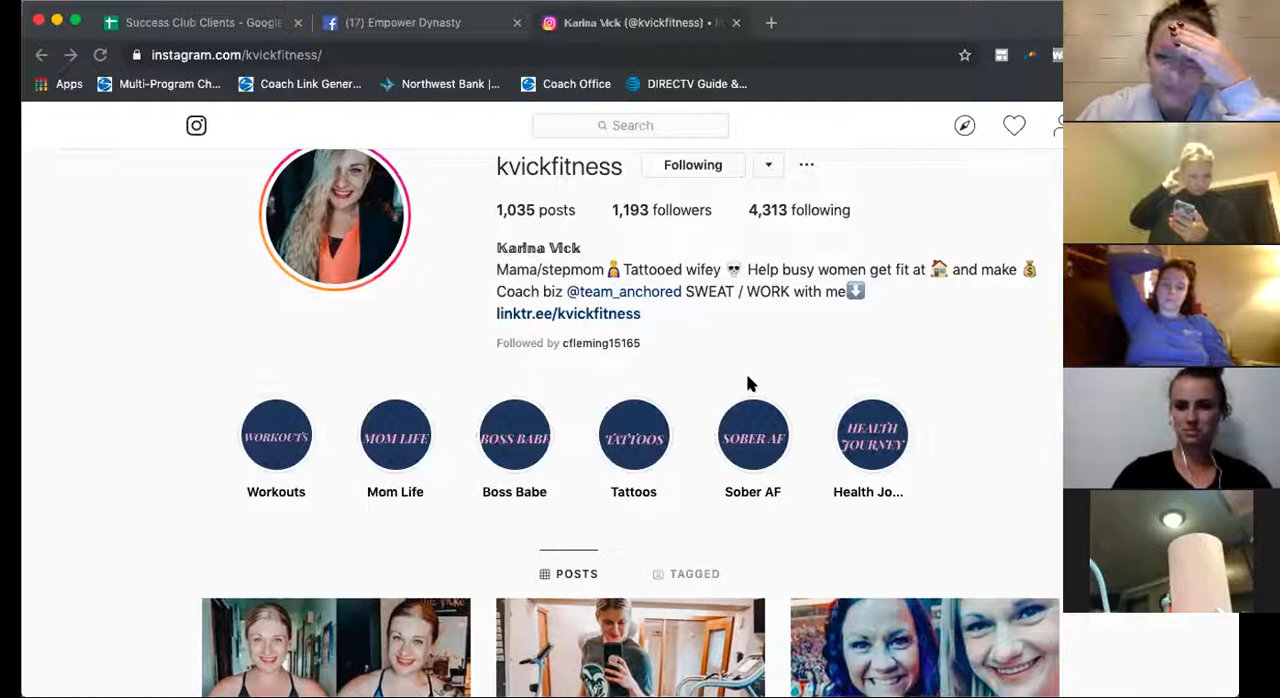 Success Club Clients - Google
(17) Empower Dynasty
Karina Vick (@kvickfitness) •
instagram.com/kvickfitness/
Apps
Multi-Program Ch...
Coach Link Gener...
Northwest Bank |...
Coach Office
DIRECTV Guide &...
Search
kvickfitness
Following
1,035 posts
1,193 followers
4,313 following
Karina Vick
Mama/stepmom Tattooed wifey 💀 Help busy women get fit at 🏠 and make 💰
Coach biz @team_anchored SWEAT / WORK with me⬇️
linktr.ee/kvickfitness
Followed by cfleming15165
WORKOUTS
MOM LIFE
BOSS BABE
TATTOOS
SOBER AF
HEALTH
JOURNEY
Workouts
Mom Life
Boss Babe
Tattoos
Sober AF
Health Jo...
POSTS
TAGGED